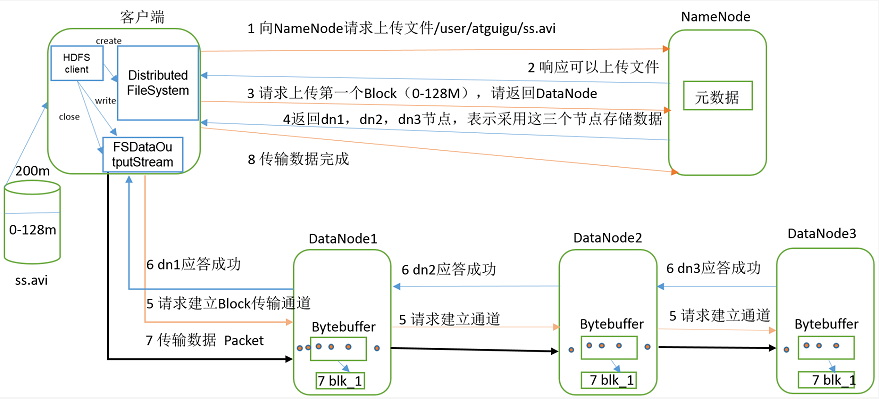 客户端
NameNode
1 向NameNode请求上传文件/user/atguigu/ss.avi
create
HDFS
client
Distributed
FileSystem
2 响应可以上传文件
3 请求上传第一个Block（0-128M），请返回DataNode
元数据
write
close
4返回dn1，dn2，dn3节点，表示采用这三个节点存储数据
FSDataOu
tputStream
8 传输数据完成
200m
0-128m
ss.avi
DataNode1
DataNode2
DataNode3
6 dn1应答成功
6 dn2应答成功
6 dn3应答成功
5 请求建立Block传输通道
5 请求建立通道
5 请求建立通道
7 传输数据 Packet
Bytebuffer
Bytebuffer
Bytebuffer
7 blk_1
7 blk_1
7 blk_1